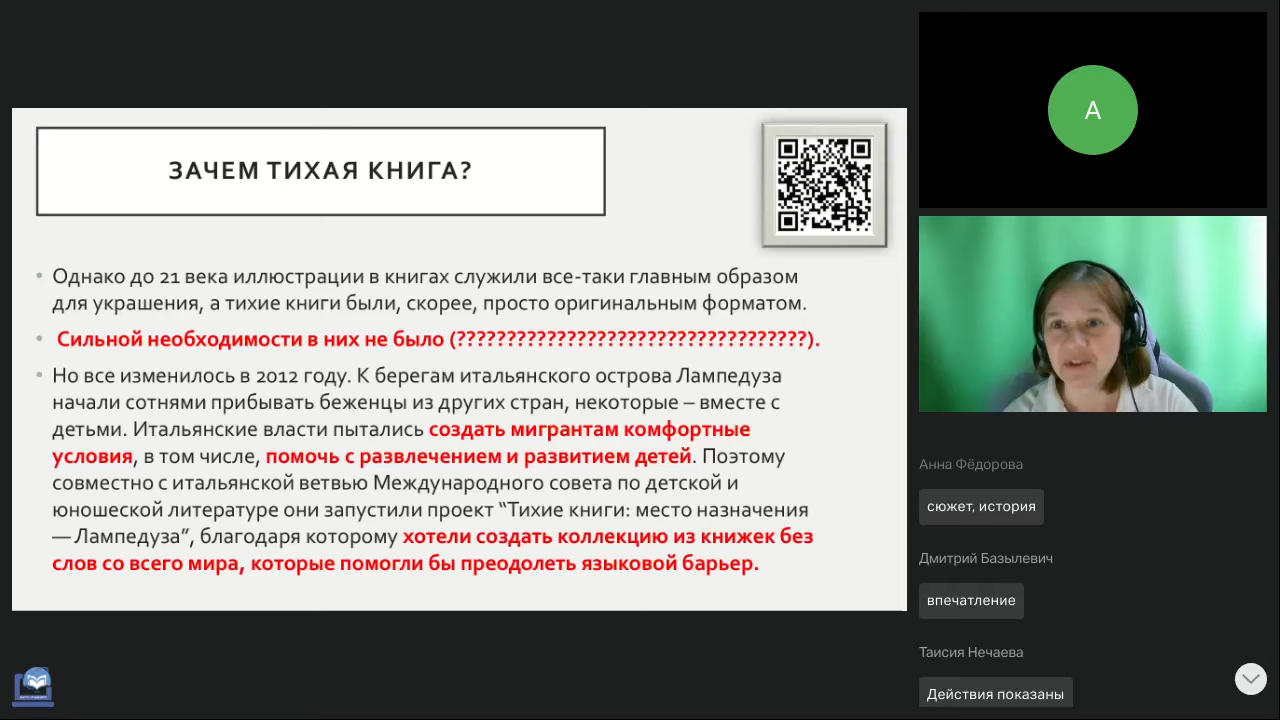 ЗАЧЕМ ТИХАЯ КНИГА?
• Однако до 21 века иллюстрации в книгах служили все-таки главным образом
для украшения, а тихие книги были, скорее, просто оригинальным форматом.
• Сильной необходимости в них не было (???????????????????????????????????).
• Но все изменилось в 2012 году. К берегам итальянского острова Лампедуза
начали сотнями прибывать беженцы из других стран, некоторые – вместе с
детьми. Итальянские власти пытались создать мигрантам комфортные
условия, в том числе, помочь с развлечением и развитием детей. Поэтому
совместно с итальянской ветвью Международного совета по детской и
юношеской литературе они запустили проект “Тихие книги: место назначения
— Лампедуза”, благодаря которому хотели создать коллекцию из книжек без
слов со всего мира, которые помогли бы преодолеть языковой барьер.
А
Анна Фёдорова
сюжет, история
Дмитрий Базылевич
впечатление
Таисия Нечаева
Действия показаны